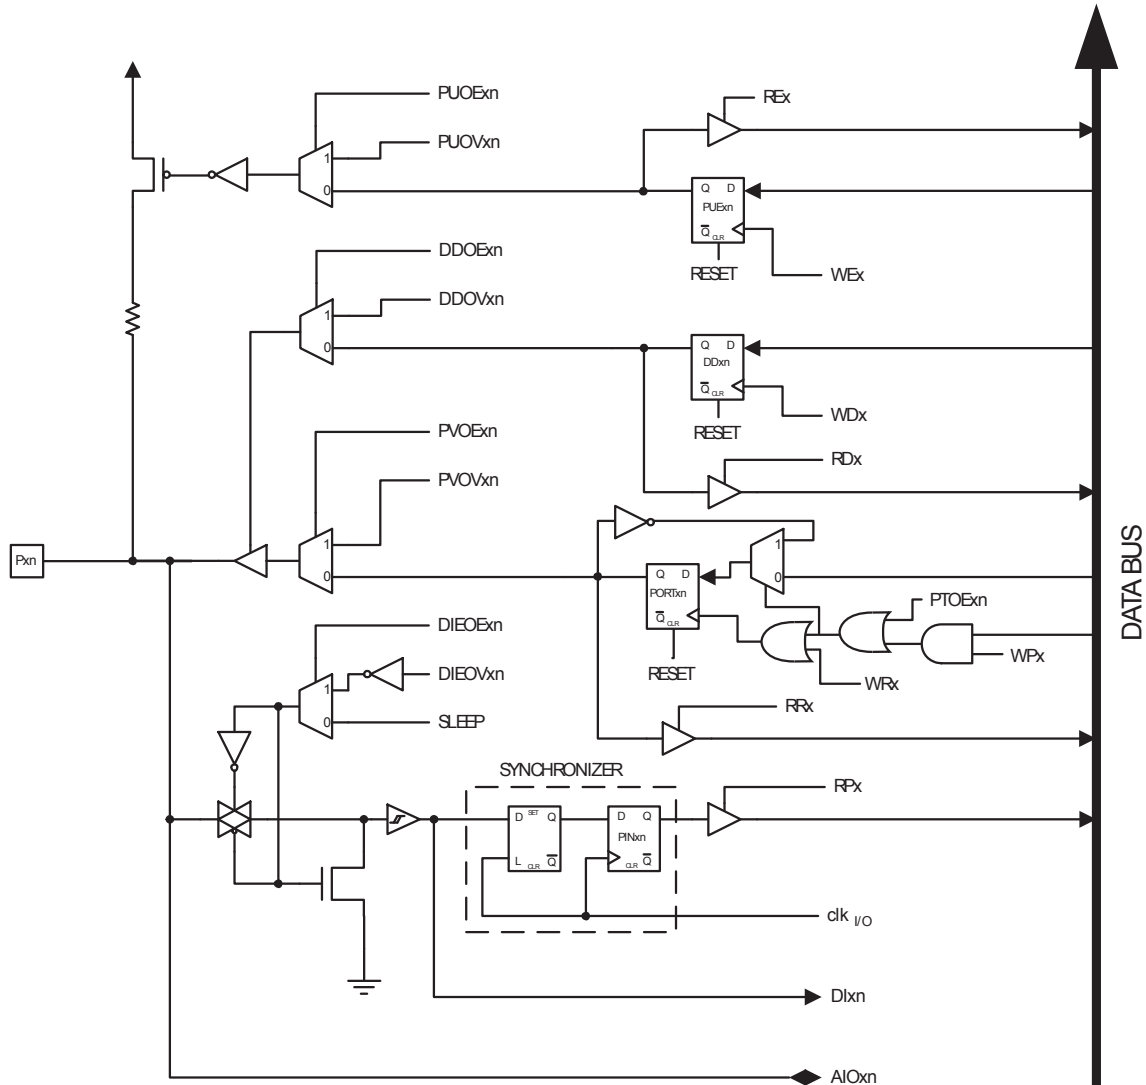 PUOExn
REx
PUOVxn
1
0
Q D
PUExn
Q CLR
RESET
WEx
DDOExn
DDOVxn
1
0
Q D
DDxn
Q CLR
RESET
WDx
PVOExn
RDx
PVOVxn
Pxn
1
0
Q D
PORTxn
Q CLR
RESET
1
0
PTOExn
WPx
WRx
DATA BUS
DIEOExn
DIEOVxn
1
0
SLEEP
RRx
SYNCHRONIZER
RPx
D SET Q
L CLR Q
D Q
PINxn
CLR Q
clk I/O
DIxn
AIOxn